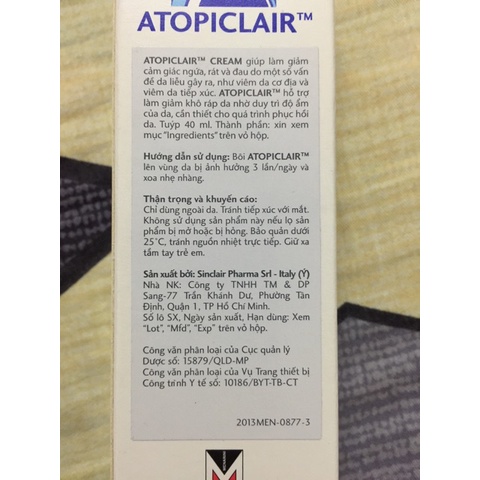 ATOPICLAIR™
ATOPICLAIR™ CREAM giúp làm giảm
cảm giác ngứa, rát và đau do một số vấn
đề da liễu gây ra, như viêm da cơ địa và
viêm da tiếp xúc. ATOPICLAIR™ hỗ trợ
làm giảm khô ráp da nhờ duy trì độ ẩm
của da, cần thiết cho quá trình phục hồi
da. Tuýp 40 ml. Thành phần: xin xem
mục "Ingredients" trên vỏ hộp.
Hướng dẫn sử dụng: Bôi ATOPICLAIR™
lên vùng da bị ảnh hưởng 3 lần/ngày và
xoa nhẹ nhàng.
Thận trọng và khuyến cáo:
Chỉ dùng ngoài da. Tránh tiếp xúc với mắt.
Không sử dụng sản phẩm này nếu lọ sản
phẩm bị mở hoặc bị hỏng. Bảo quản dưới
25°C, tránh nguồn nhiệt trực tiếp. Giữ xa
tầm tay trẻ em.
Sản xuất bởi: Sinclair Pharma Srl - Italy (Ý)
Nhà NK: Công ty TNHH TM & DP
Sang-77 Trần Khánh Dư, Phường Tân
Định, Quận 1, TP Hồ Chí Minh.
Số lô SX, Ngày sản xuất, Hạn dùng: Xem
"Lot", "Mfd", "Exp" trên vỏ hộp.
Công văn phân loại của Cục quản lý
Dược số: 15879/QLD-MP
Công văn phân loại của Vụ Trang thiết bị
Công trình Y tế số: 10186/BYT-TB-CT
2013MEN-0877-3
M